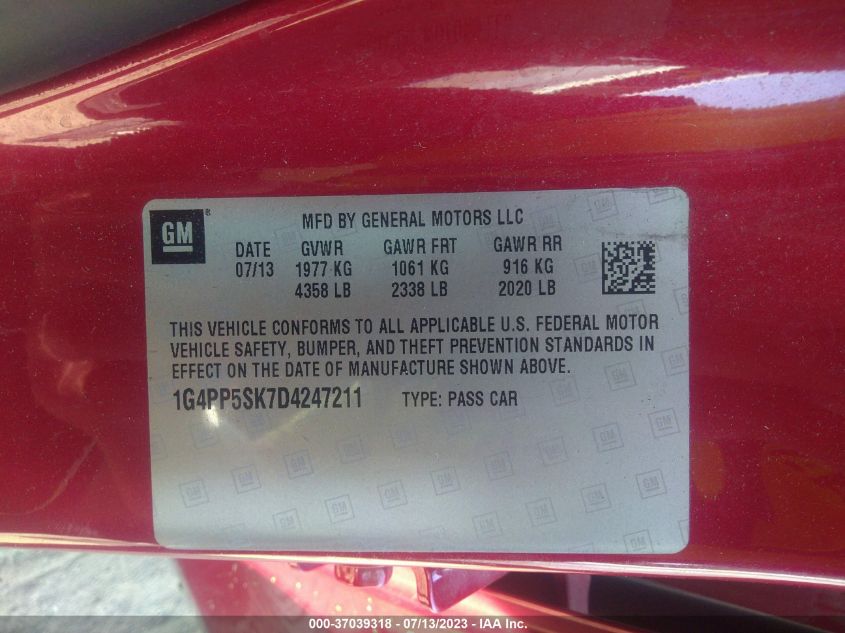 GM ®
MFD BY GENERAL MOTORS LLC
DATE GVWR GAWR FRT GAWR RR
07/13 1977 KG 1061 KG 916 KG
4358 LB 2338 LB 2020 LB
THIS VEHICLE CONFORMS TO ALL APPLICABLE U.S. FEDERAL MOTOR
VEHICLE SAFETY, BUMPER, AND THEFT PREVENTION STANDARDS IN
EFFECT ON THE DATE OF MANUFACTURE SHOWN ABOVE.
1G4PP5SK7D4247211 TYPE: PASS CAR
000-37039318 - 07/13/2023 - IAA Inc.